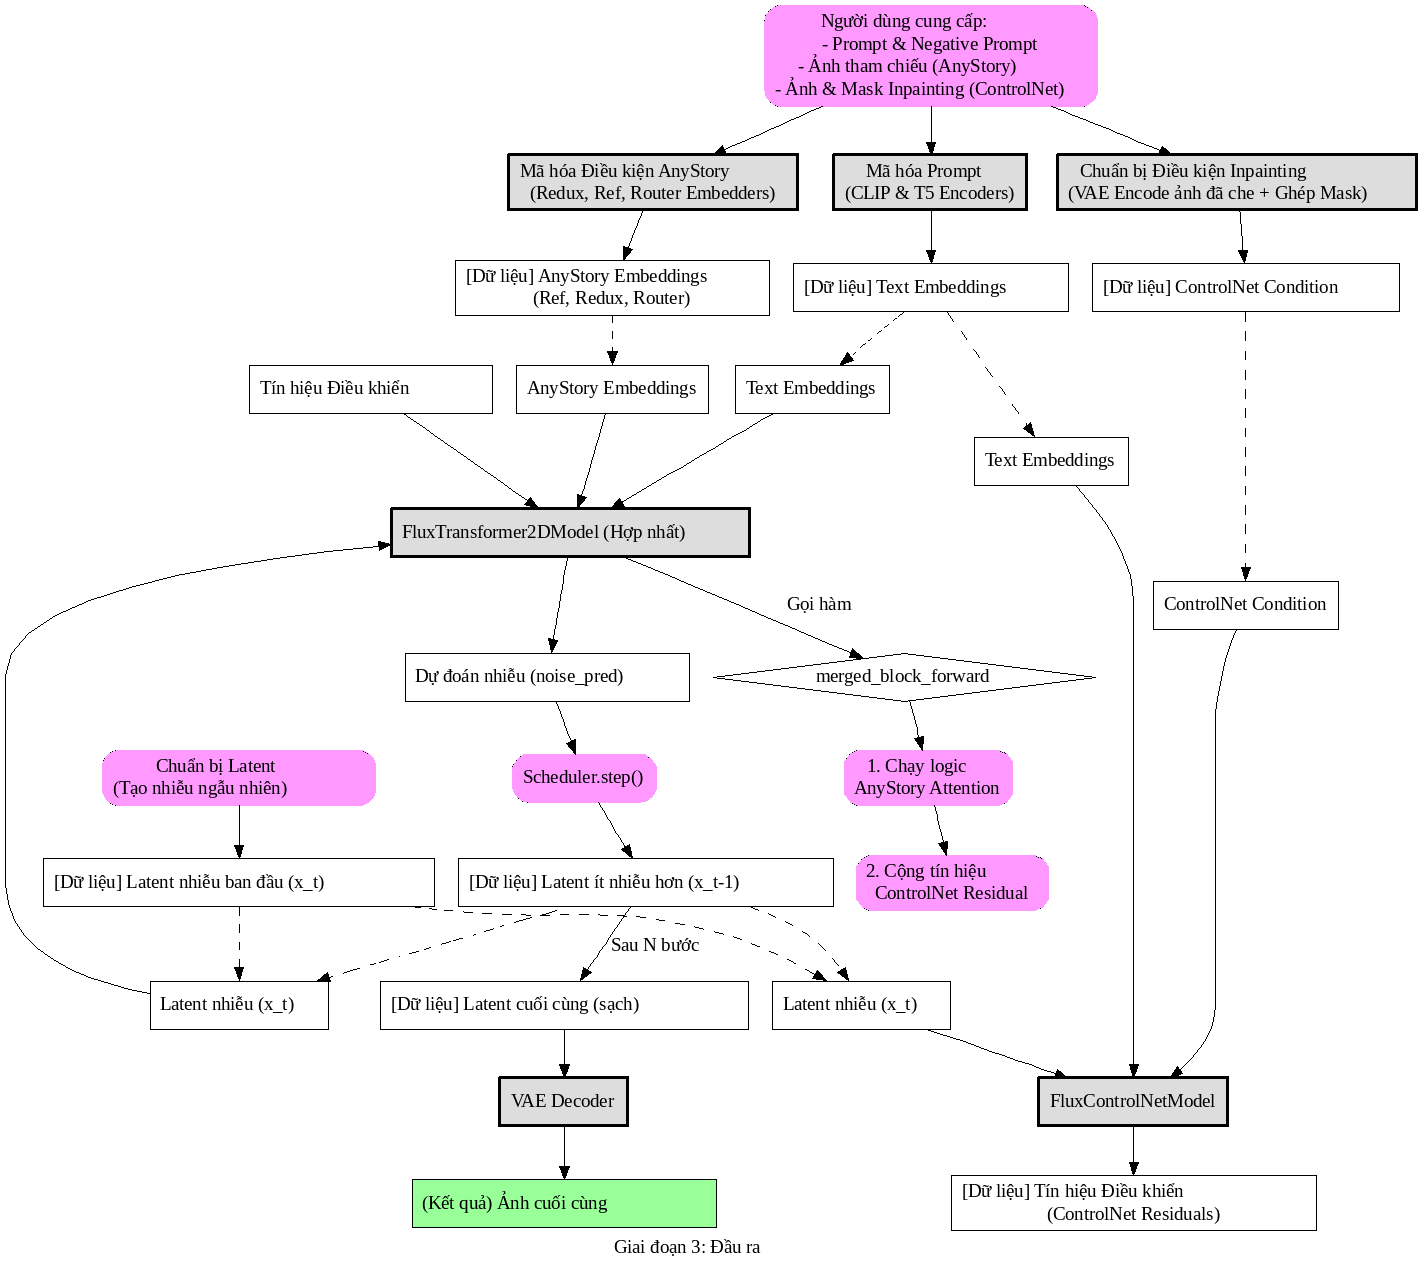 Người dùng cung cấp:
- Prompt & Negative Prompt
- Ảnh tham chiếu (AnyStory)
- Ảnh & Mask Inpainting (ControlNet)
Mã hóa Điều kiện AnyStory
(Redux, Ref, Router Embedders)
Mã hóa Prompt
(CLIP & T5 Encoders)
Chuẩn bị Điều kiện Inpainting
(VAE Encode ảnh đã che + Ghép Mask)
[Dữ liệu] AnyStory Embeddings
(Ref, Redux, Router)
[Dữ liệu] Text Embeddings
[Dữ liệu] ControlNet Condition
Tín hiệu Điều khiển
AnyStory Embeddings
Text Embeddings
Text Embeddings
FluxTransformer2DModel (Hợp nhất)
ControlNet Condition
Gọi hàm
Dự đoán nhiễu (noise_pred)
merged_block_forward
Chuẩn bị Latent
(Tạo nhiễu ngẫu nhiên)
Scheduler.step()
1. Chạy logic
AnyStory Attention
[Dữ liệu] Latent nhiễu ban đầu (x_t)
[Dữ liệu] Latent ít nhiễu hơn (x_t-1)
2. Cộng tín hiệu
ControlNet Residual
Sau N bước
Latent nhiễu (x_t)
[Dữ liệu] Latent cuối cùng (sạch)
Latent nhiễu (x_t)
VAE Decoder
FluxControlNetModel
(Kết quả) Ảnh cuối cùng
[Dữ liệu] Tín hiệu Điều khiển
(ControlNet Residuals)
Giai đoạn 3: Đầu ra